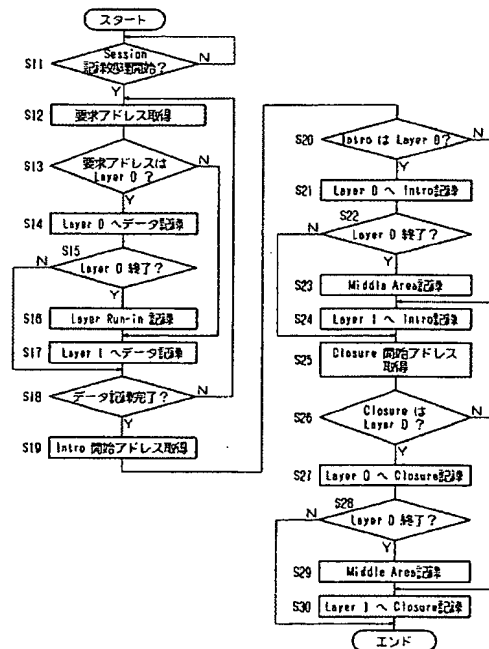 スタート
S11
Session
記録処理開始?
N
Y
S12
要求アドレス取得
S13
要求アドレスは
Layer 0 ?
N
Y
S14
Layer 0 へデータ記録
S15
N
Layer 0 終了?
Y
S16
Layer Run-in 記録
S17
Layer 1 へデータ記録
S18
データ記録完了?
N
Y
S19
Intro 開始アドレス取得
S20
Intro は Layer 0?
N
Y
S21
Layer 0 へ Intro記録
S22
N
Layer 0 終了?
Y
S23
Middle Area記録
S24
Layer 1 へ Intro記録
S25
Closure 開始アドレス
取得
S26
Closure は
Layer 0 ?
N
Y
S27
Layer 0 へ Closure記録
S28
N
Layer 0 終了?
Y
S29
Middle Area記録
S30
Layer 1 へ Closure記録
エンド